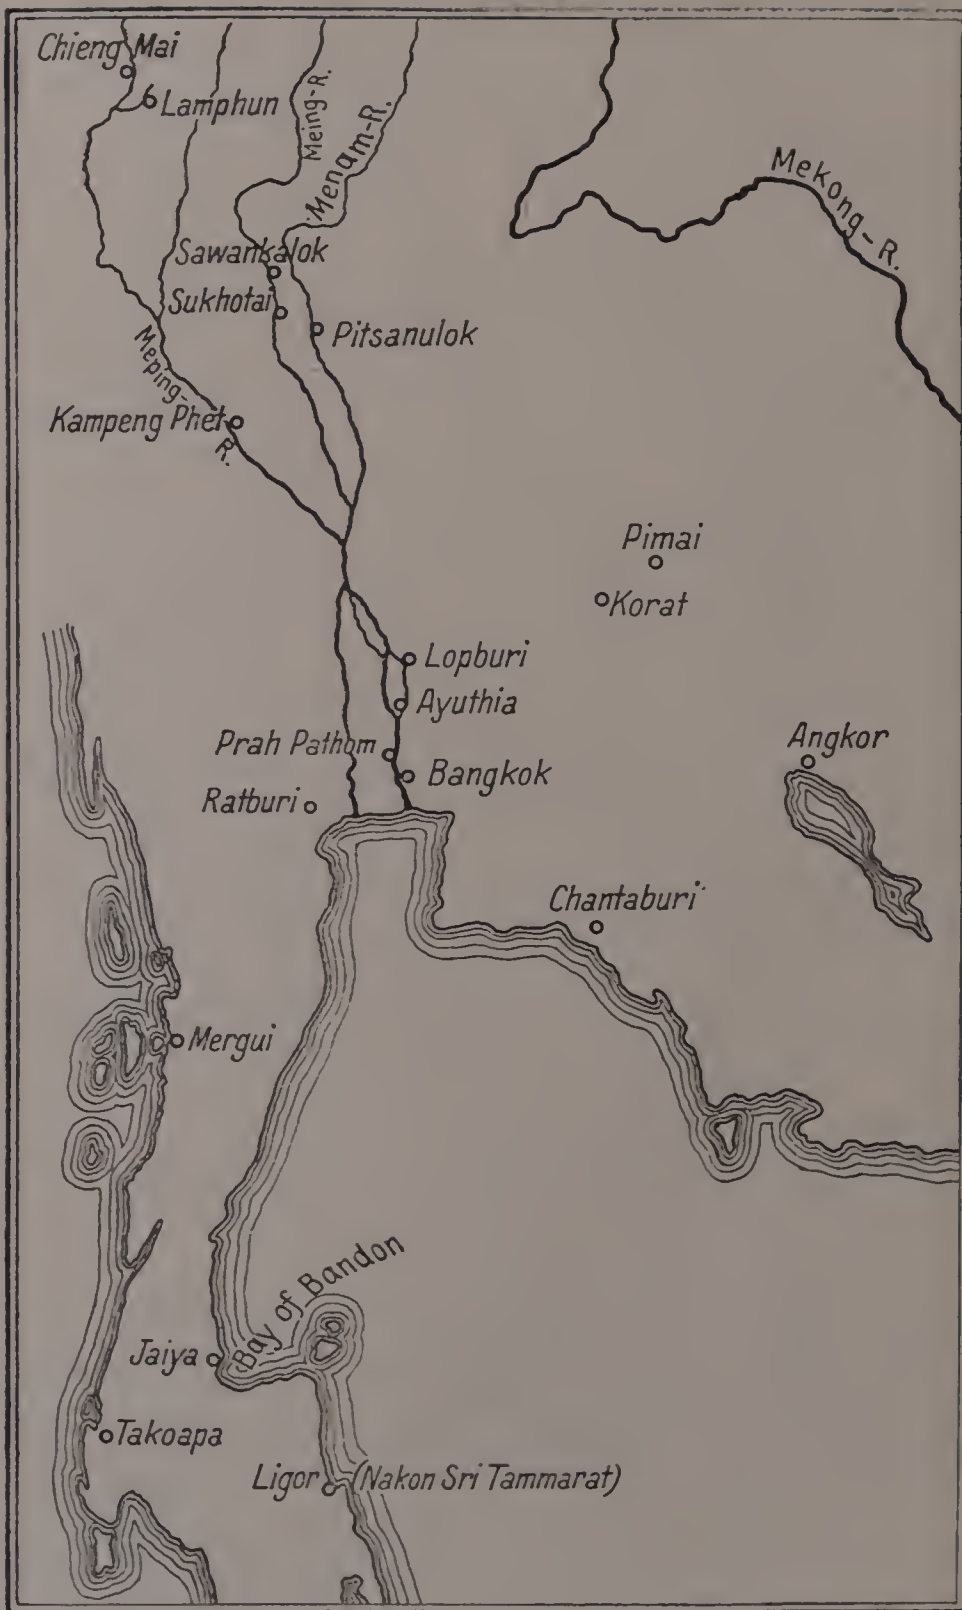 Chieng Mai
Lamphun
Meing-R.
Menam-R.
Mekong-R.
Sawankalok
Sukhotai
Pitsanulok
Meping-R.
Kampeng Phet
Pimai
Korat
Lopburi
Ayuthia
Prah Pathom
Angkor
Bangkok
Ratburi
Chantaburi
Mergui
Bay of Bandon
Jaiya
Takoapa
Ligor (Nakon Sri Tammarat)